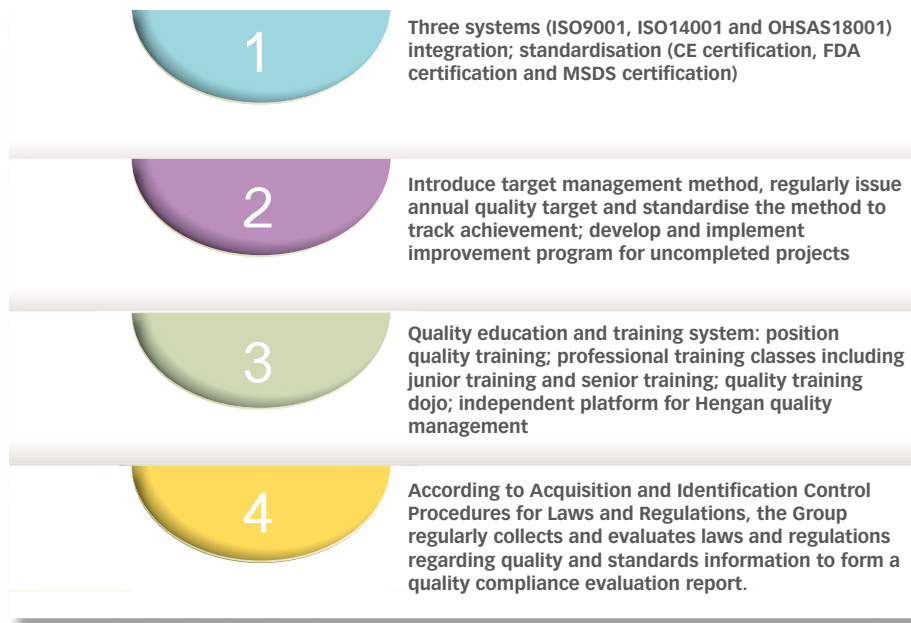 1
Three systems (ISO9001, ISO14001 and OHSAS18001)
integration; standardisation (CE certification, FDA
certification and MSDS certification)
2
Introduce target management method, regularly issue
annual quality target and standardise the method to
track achievement; develop and implement
improvement program for uncompleted projects
3
Quality education and training system: position
quality training; professional training classes including
junior training and senior training; quality training
dojo; independent platform for Hengan quality
management
4
According to Acquisition and Identification Control
Procedures for Laws and Regulations, the Group
regularly collects and evaluates laws and regulations
regarding quality and standards information to form a
quality compliance evaluation report.